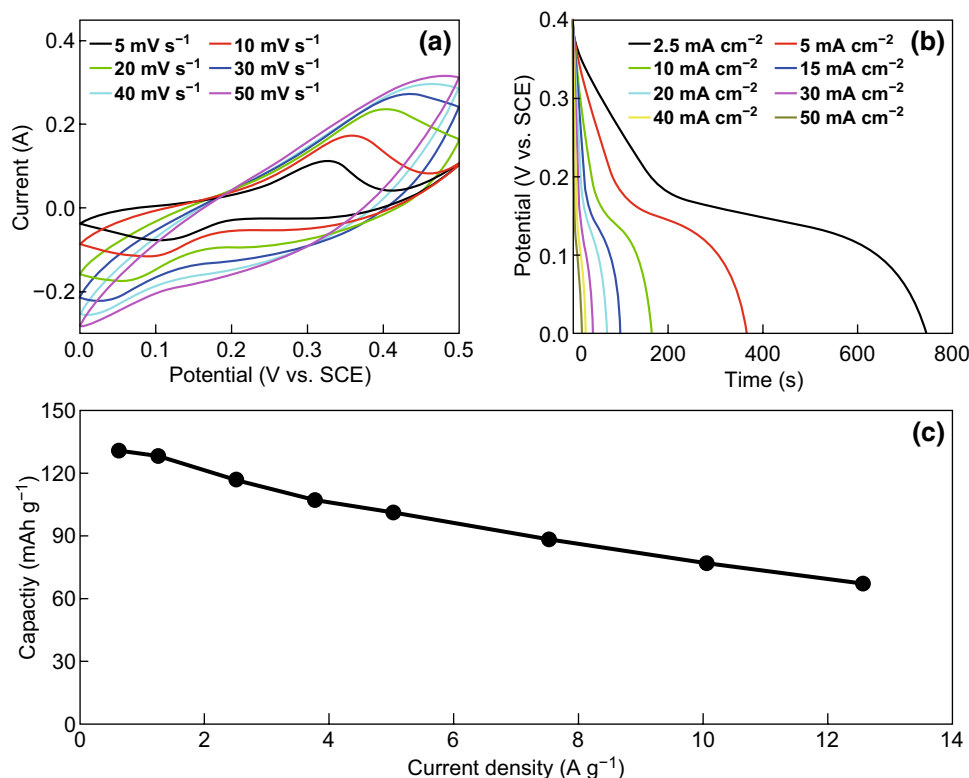 (a)
5 mV s⁻¹ 10 mV s⁻¹
20 mV s⁻¹ 30 mV s⁻¹
40 mV s⁻¹ 50 mV s⁻¹
0.4
0.2
0.0
−0.2
Current (A)
0.0 0.1 0.2 0.3 0.4 0.5
Potential (V vs. SCE)
(b)
2.5 mA cm⁻² 5 mA cm⁻²
10 mA cm⁻² 15 mA cm⁻²
20 mA cm⁻² 30 mA cm⁻²
40 mA cm⁻² 50 mA cm⁻²
0.4
0.3
0.2
0.1
0.0
Potential (V vs. SCE)
0 200 400 600 800
Time (s)
(c)
150
120
90
60
30
0
Capactiy (mAh g⁻¹)
0 2 4 6 8 10 12 14
Current density (A g⁻¹)